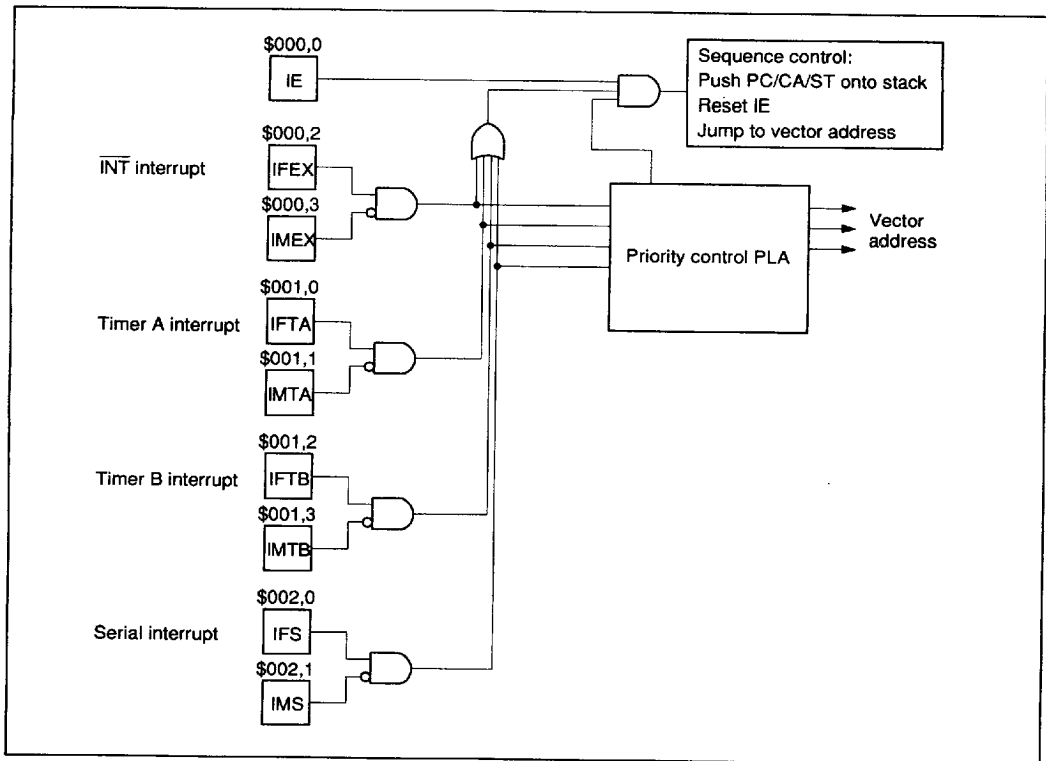 $000,0
IE
Sequence control:
Push PC/CA/ST onto stack
Reset IE
Jump to vector address
$000,2
INT interrupt
IFEX
$000,3
IMEX
Vector
address
Priority control PLA
$001,0
Timer A interrupt
IFTA
$001,1
IMTA
$001,2
Timer B interrupt
IFTB
$001,3
IMTB
$002,0
Serial interrupt
IFS
$002,1
IMS